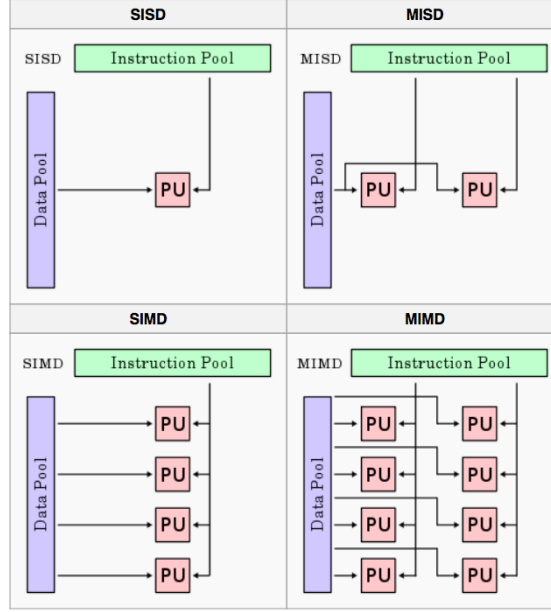 SISD
MISD
SISD
Instruction Pool
Data Pool
PU
MISD
Instruction Pool
Data Pool
PU
PU
SIMD
MIMD
SIMD
Instruction Pool
Data Pool
PU
PU
PU
PU
MIMD
Instruction Pool
Data Pool
PU
PU
PU
PU
PU
PU
PU
PU